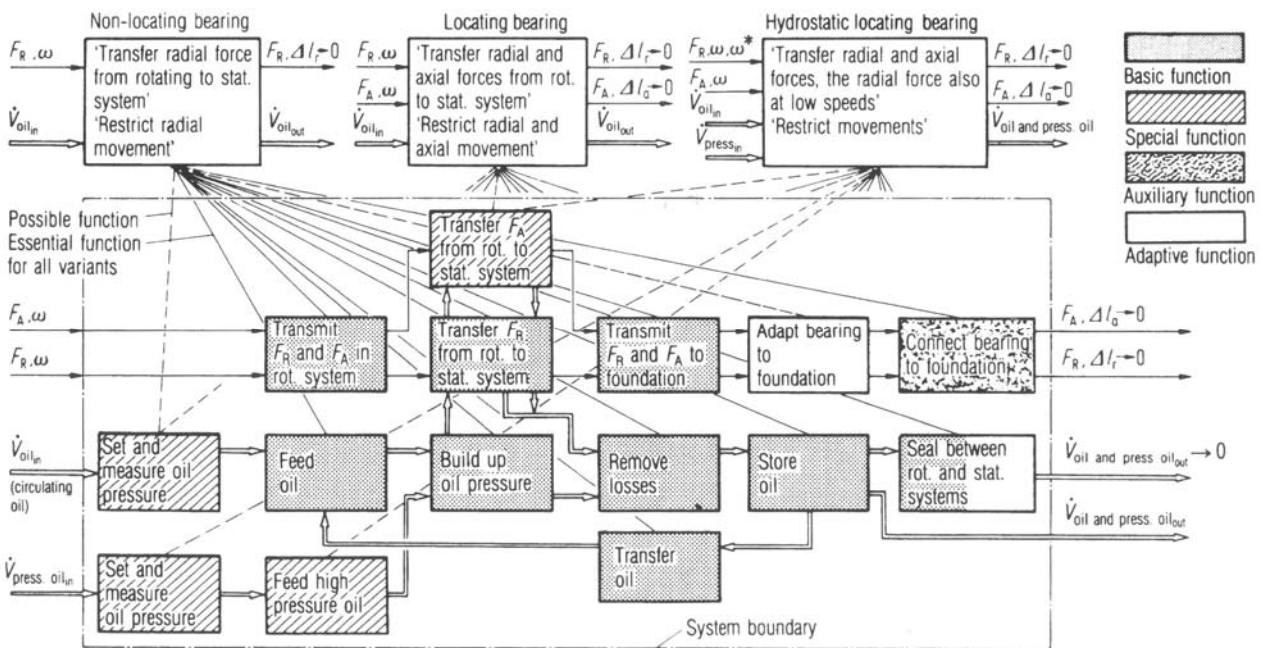 Non-locating bearing
Locating bearing
Hydrostatic locating bearing
F_R, ω
V̇_oil_in
'Transfer radial force
from rotating to stat.
system'
'Restrict radial
movement'
F_R, Δl_r→0
V̇_oil_out
F_R, ω
F_A, ω
V̇_oil_in
'Transfer radial and
axial forces from rot.
to stat. system'
'Restrict radial and
axial movement'
F_R, Δl_r→0
F_A, Δl_a→0
V̇_oil_out
F_R, ω, ω*
F_A, ω
V̇_oil_in
V̇_press_in
'Transfer radial and axial
forces, the radial force also
at low speeds'
'Restrict movements'
F_R, Δl_r→0
F_A, Δl_a→0
V̇_oil and press. oil
Basic function
Special function
Auxiliary function
Adaptive function
Possible function
Essential function
for all variants
Transfer F_A
from rot. to
stat. system
F_A, ω
F_R, ω
Transmit
F_R and F_A in
rot. system
Transfer F_R
from rot. to
stat. system
Transmit
F_R and F_A to
foundation
Adapt bearing
to
foundation
Connect bearing
to foundation
F_A, Δl_a→0
F_R, Δl_r→0
V̇_oil_in
(circulating
oil)
Set and
measure oil
pressure
Feed
oil
Build up
oil pressure
Remove
losses
Store
oil
Seal between
rot. and stat.
systems
V̇_oil and press. oil_out → 0
V̇_oil and press. oil_out
V̇_press. oil_in
Set and
measure
oil pressure
Feed high
pressure oil
Transfer
oil
System boundary